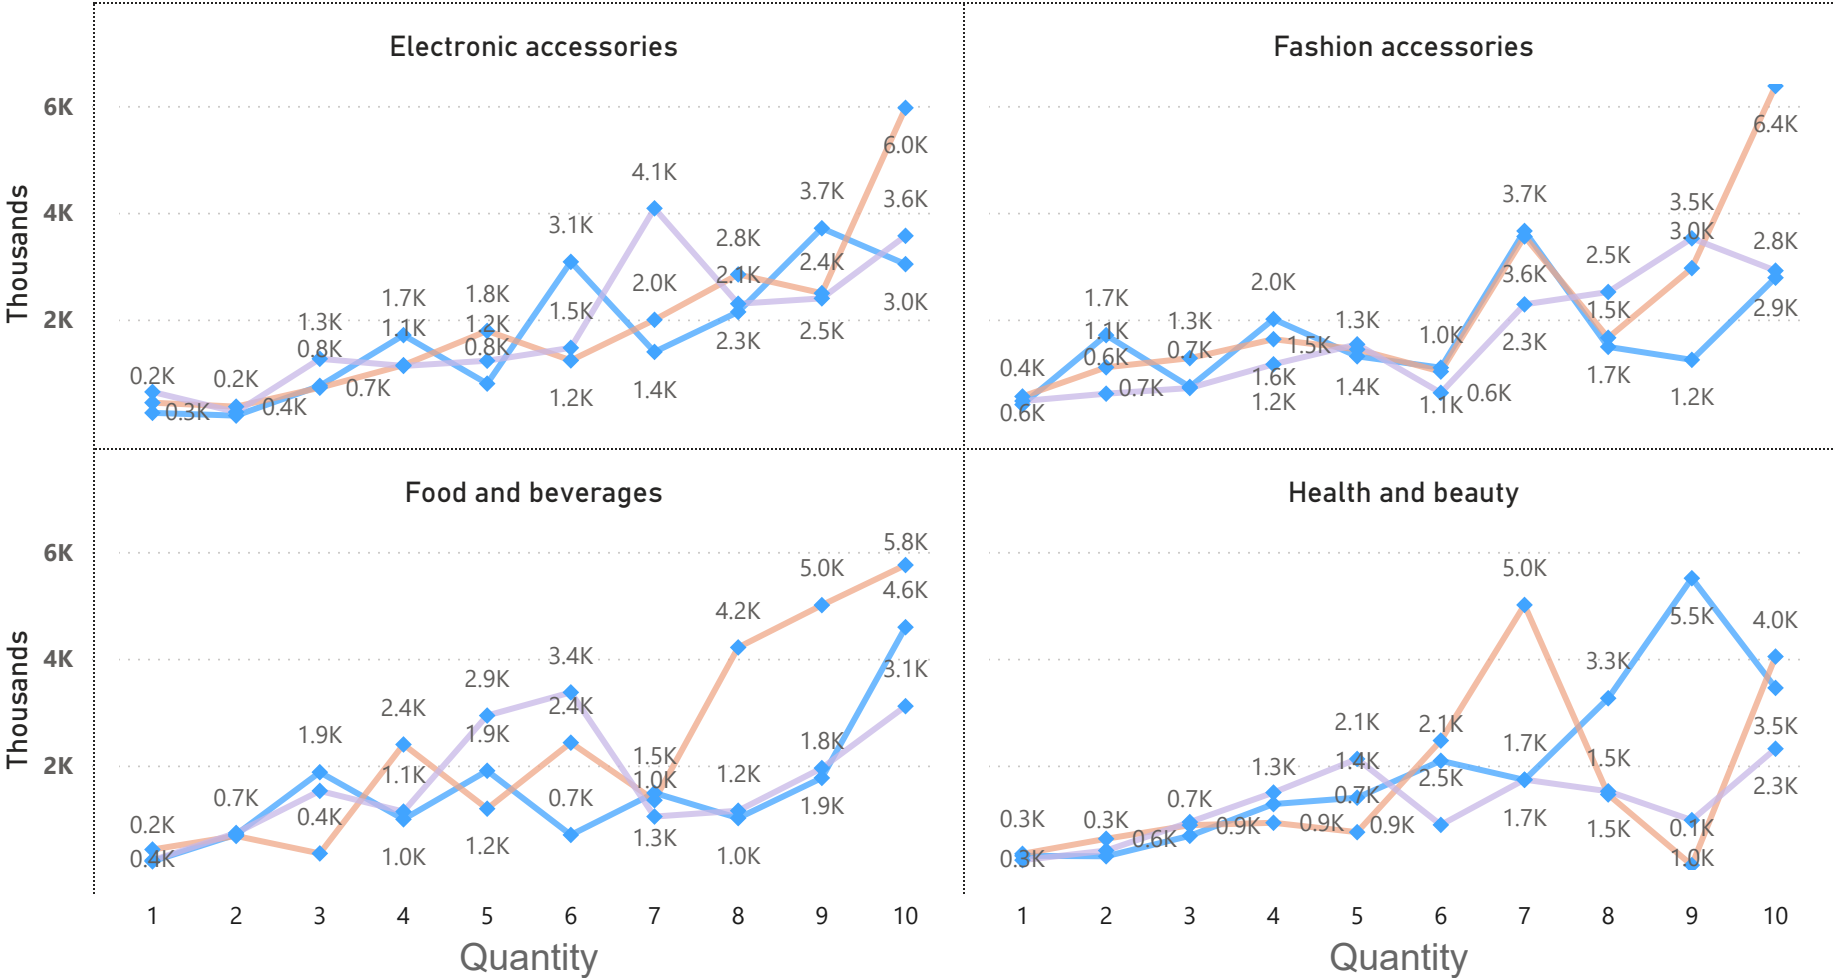 Electronic accessories
Thousands
6K
4K
2K
0.2K 0.3K 0.2K 0.4K 1.3K 0.8K 0.7K 1.7K 1.1K 1.8K 1.2K 0.8K 3.1K 1.5K 1.2K 4.1K 2.0K 1.4K 2.8K 2.1K 2.3K 3.7K 2.4K 2.5K 6.0K 3.6K 3.0K
Fashion accessories
0.4K 0.6K 1.7K 1.1K 0.6K 0.7K 1.3K 0.7K 2.0K 1.5K 1.6K 1.2K 1.3K 1.4K 1.0K 1.1K 0.6K 3.7K 3.6K 2.3K 2.5K 1.5K 1.7K 3.5K 3.0K 1.2K 6.4K 2.8K 2.9K
Food and beverages
Thousands
6K
4K
2K
0.2K 0.4K 0.7K 1.9K 0.4K 2.4K 1.1K 1.0K 2.9K 1.9K 1.2K 3.4K 2.4K 0.7K 1.5K 1.0K 1.3K 4.2K 1.2K 1.0K 5.0K 1.8K 1.9K 5.8K 4.6K 3.1K
1 2 3 4 5 6 7 8 9 10
Quantity
Health and beauty
0.3K 0.3K 0.3K 0.6K 0.7K 0.9K 1.3K 0.9K 2.1K 1.4K 0.7K 0.9K 2.1K 2.5K 5.0K 1.7K 1.7K 3.3K 1.5K 1.5K 5.5K 0.1K 1.0K 4.0K 3.5K 2.3K
1 2 3 4 5 6 7 8 9 10
Quantity